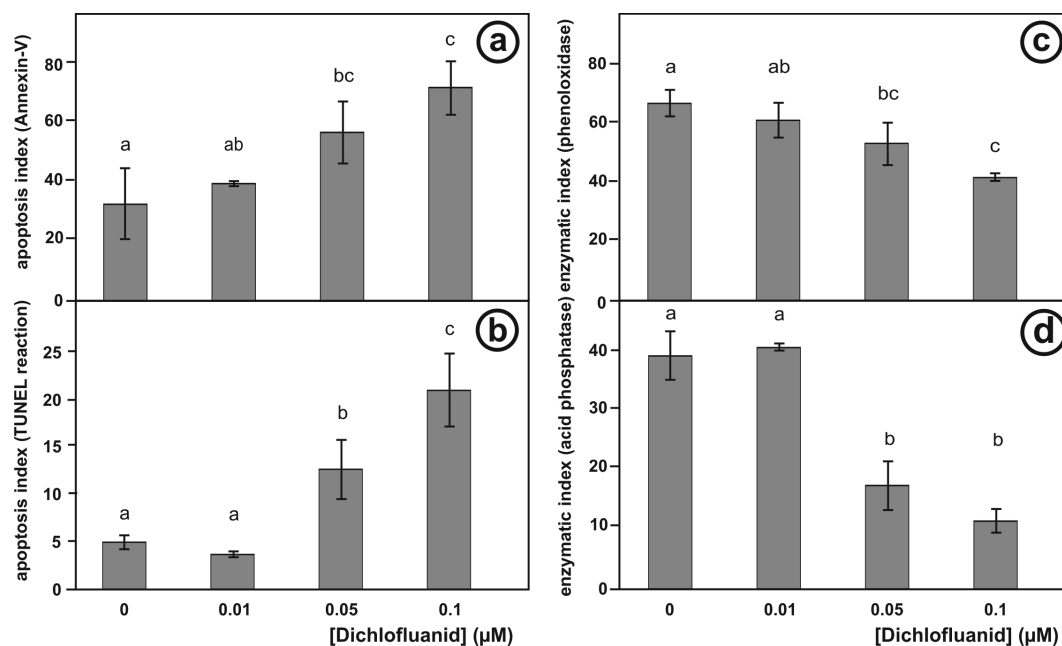 a
apoptosis index (Annexin-V)
80
60
40
20
0
a
ab
bc
c
b
apoptosis index (TUNEL reaction)
25
20
15
10
5
0
a
a
b
c
0
0.01
0.05
0.1
[Dichlofluanid] (μM)
c
enzymatic index (phenoloxidase)
80
60
40
20
0
a
ab
bc
c
d
enzymatic index (acid phosphatase)
40
30
20
10
0
a
a
b
b
0
0.01
0.05
0.1
[Dichlofluanid] (μM)